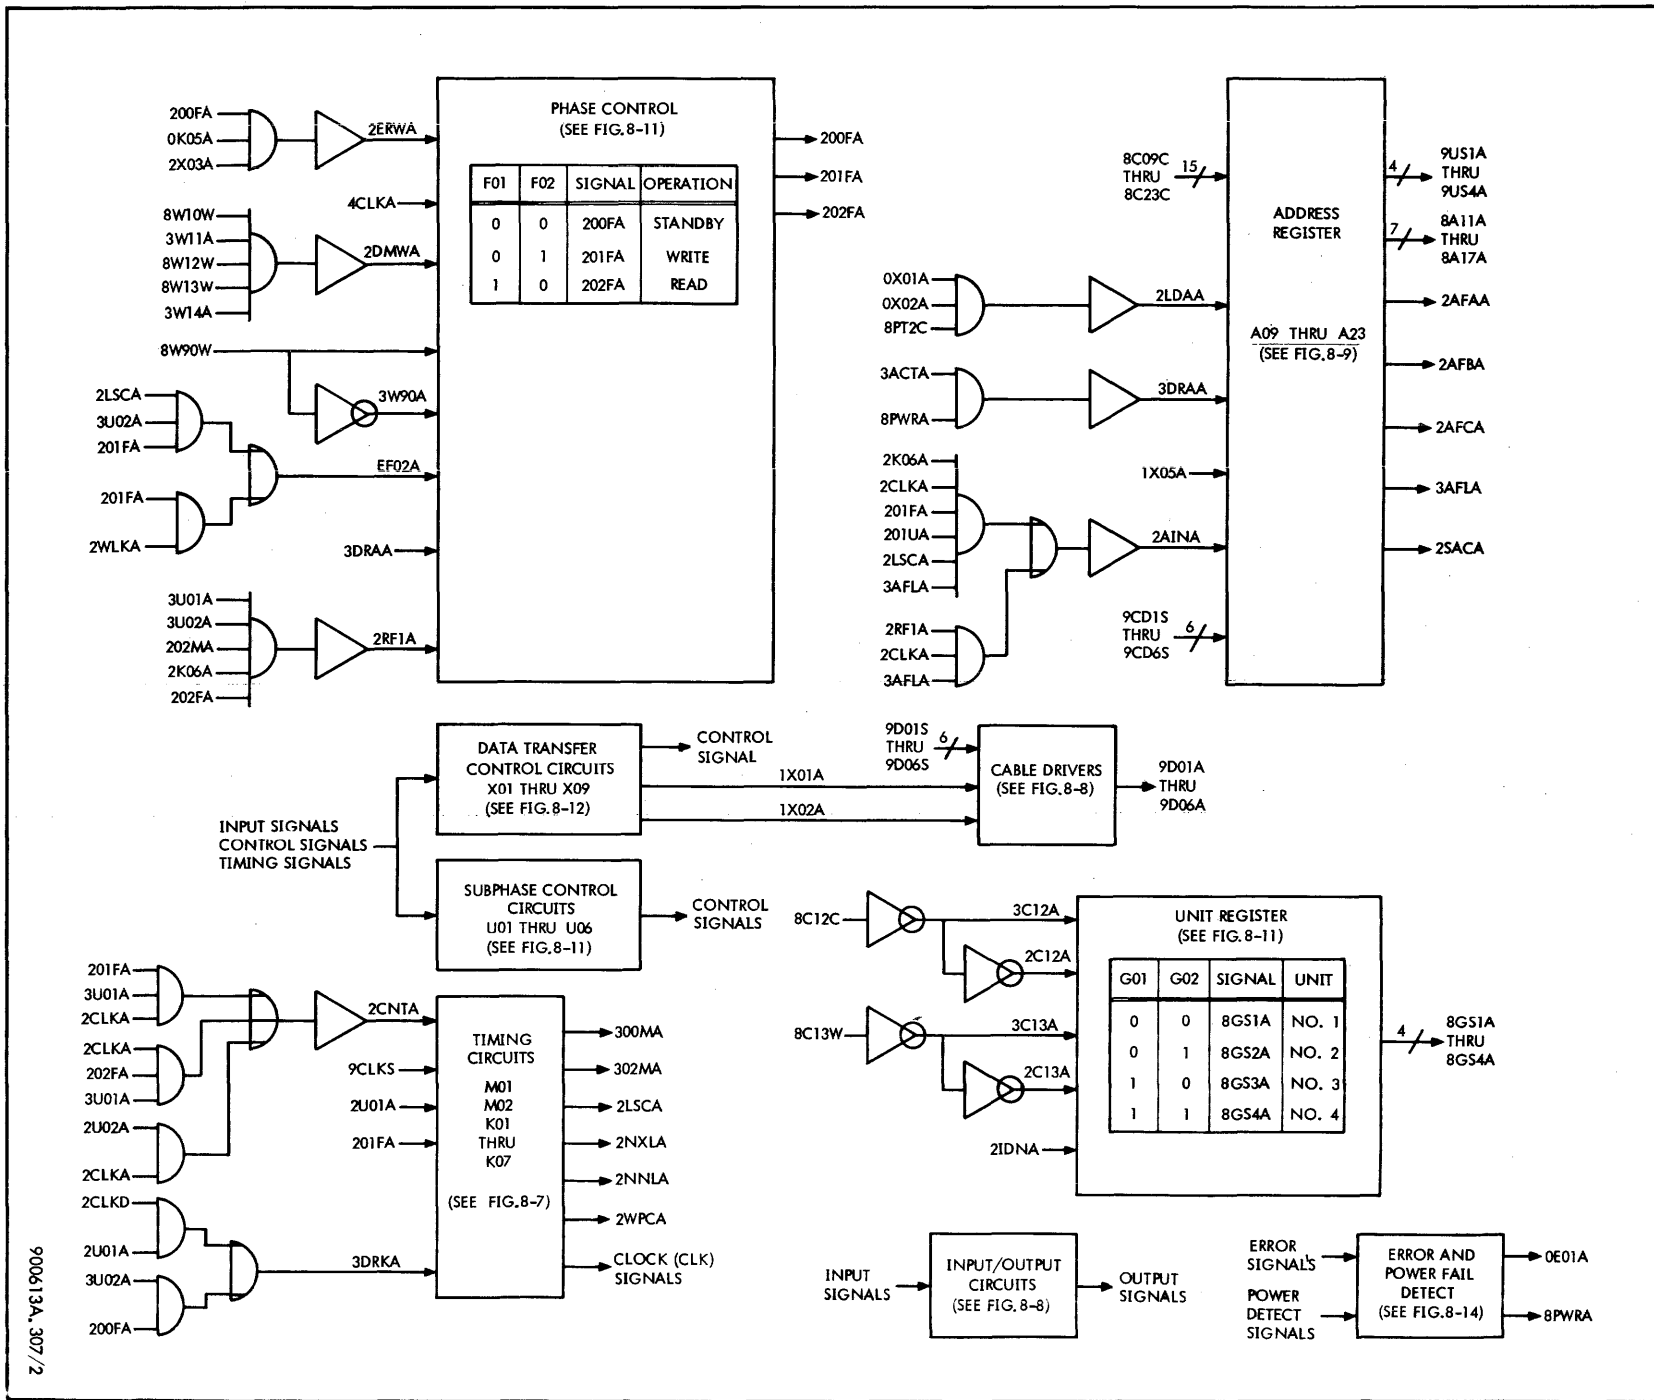 PHASE CONTROL
(SEE FIG.8-11)
F01 F02 SIGNAL OPERATION
0 0 200FA STANDBY
0 1 201FA WRITE
1 0 202FA READ
200FA
0K05A
2X03A
2ERWA
4CLKA
8W10W
3W11A
8W12W
8W13W
3W14A
2DMWA
8W90W
3W90A
2LSCA
3U02A
201FA
201FA
2WLKA
EF02A
3DRAA
3U01A
3U02A
202MA
2K06A
202FA
2RF1A
200FA
201FA
202FA
8C09C
THRU
8C23C
15
ADDRESS
REGISTER
A09 THRU A23
(SEE FIG.8-9)
0X01A
0X02A
8PT2C
2LDAA
3ACTA
8PWRA
3DRAA
1X05A
2K06A
2CLKA
201FA
201UA
2LSCA
3AFLA
2RF1A
2CLKA
3AFLA
2AINA
9CD1S
THRU
9CD6S
6
4
9US1A
THRU
9US4A
7
8A11A
THRU
8A17A
2AFAA
2AFBA
2AFCA
3AFLA
2SACA
INPUT SIGNALS
CONTROL SIGNALS
TIMING SIGNALS
DATA TRANSFER
CONTROL CIRCUITS
X01 THRU X09
(SEE FIG.8-12)
CONTROL
SIGNAL
1X01A
1X02A
9D01S
THRU
9D06S
6
CABLE DRIVERS
(SEE FIG.8-8)
9D01A
THRU
9D06A
SUBPHASE CONTROL
CIRCUITS
U01 THRU U06
(SEE FIG.8-11)
CONTROL
SIGNALS
8C12C
3C12A
2C12A
8C13W
3C13A
2C13A
2IDNA
UNIT REGISTER
(SEE FIG.8-11)
G01 G02 SIGNAL UNIT
0 0 8GS1A NO. 1
0 1 8GS2A NO. 2
1 0 8GS3A NO. 3
1 1 8GS4A NO. 4
4
8GS1A
THRU
8GS4A
201FA
3U01A
2CLKA
2CLKA
202FA
3U01A
2U02A
2CLKA
2CNTA
9CLKS
2U01A
201FA
2CLKD
2U01A
3U02A
200FA
3DRKA
TIMING
CIRCUITS
M01
M02
K01
THRU
K07
(SEE FIG.8-7)
300MA
302MA
2LSCA
2NXLA
2NNLA
2WPCA
CLOCK (CLK)
SIGNALS
INPUT
SIGNALS
INPUT/OUTPUT
CIRCUITS
(SEE FIG.8-8)
OUTPUT
SIGNALS
ERROR
SIGNALS
POWER
DETECT
SIGNALS
ERROR AND
POWER FAIL
DETECT
(SEE FIG.8-14)
0E01A
8PWRA
900613A. 307/2